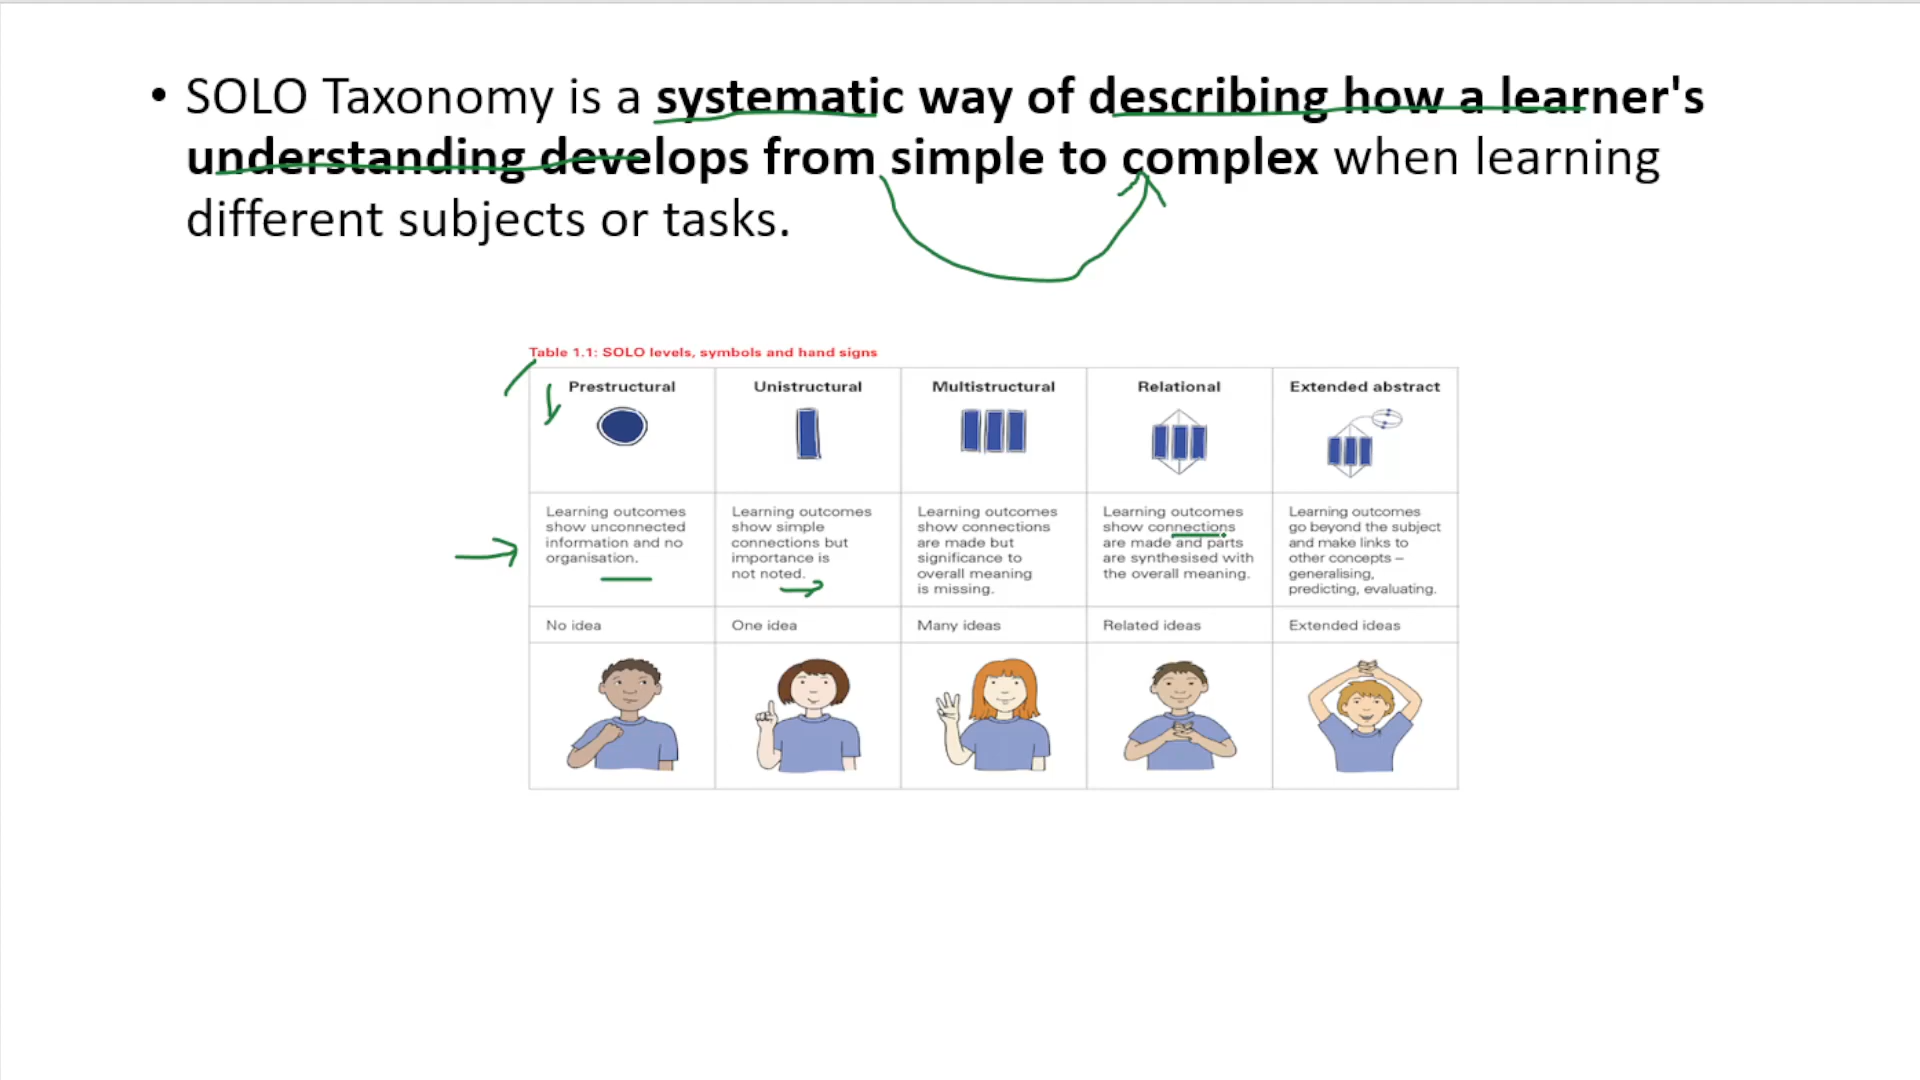 • SOLO Taxonomy is a systematic way of describing how a learner's
understanding develops from simple to complex when learning
different subjects or tasks.
Table 1.1: SOLO levels, symbols and hand signs
Prestructural
Unistructural
Multistructural
Relational
Extended abstract
Learning outcomes
show unconnected
information and no
organisation.
Learning outcomes
show simple
connections but
importance is
not noted.
Learning outcomes
show connections
are made but
significance to
overall meaning
is missing.
Learning outcomes
show connections
are made and parts
are synthesised with
the overall meaning.
Learning outcomes
go beyond the subject
and make links to
other concepts –
generalising,
predicting, evaluating.
No idea
One idea
Many ideas
Related ideas
Extended ideas